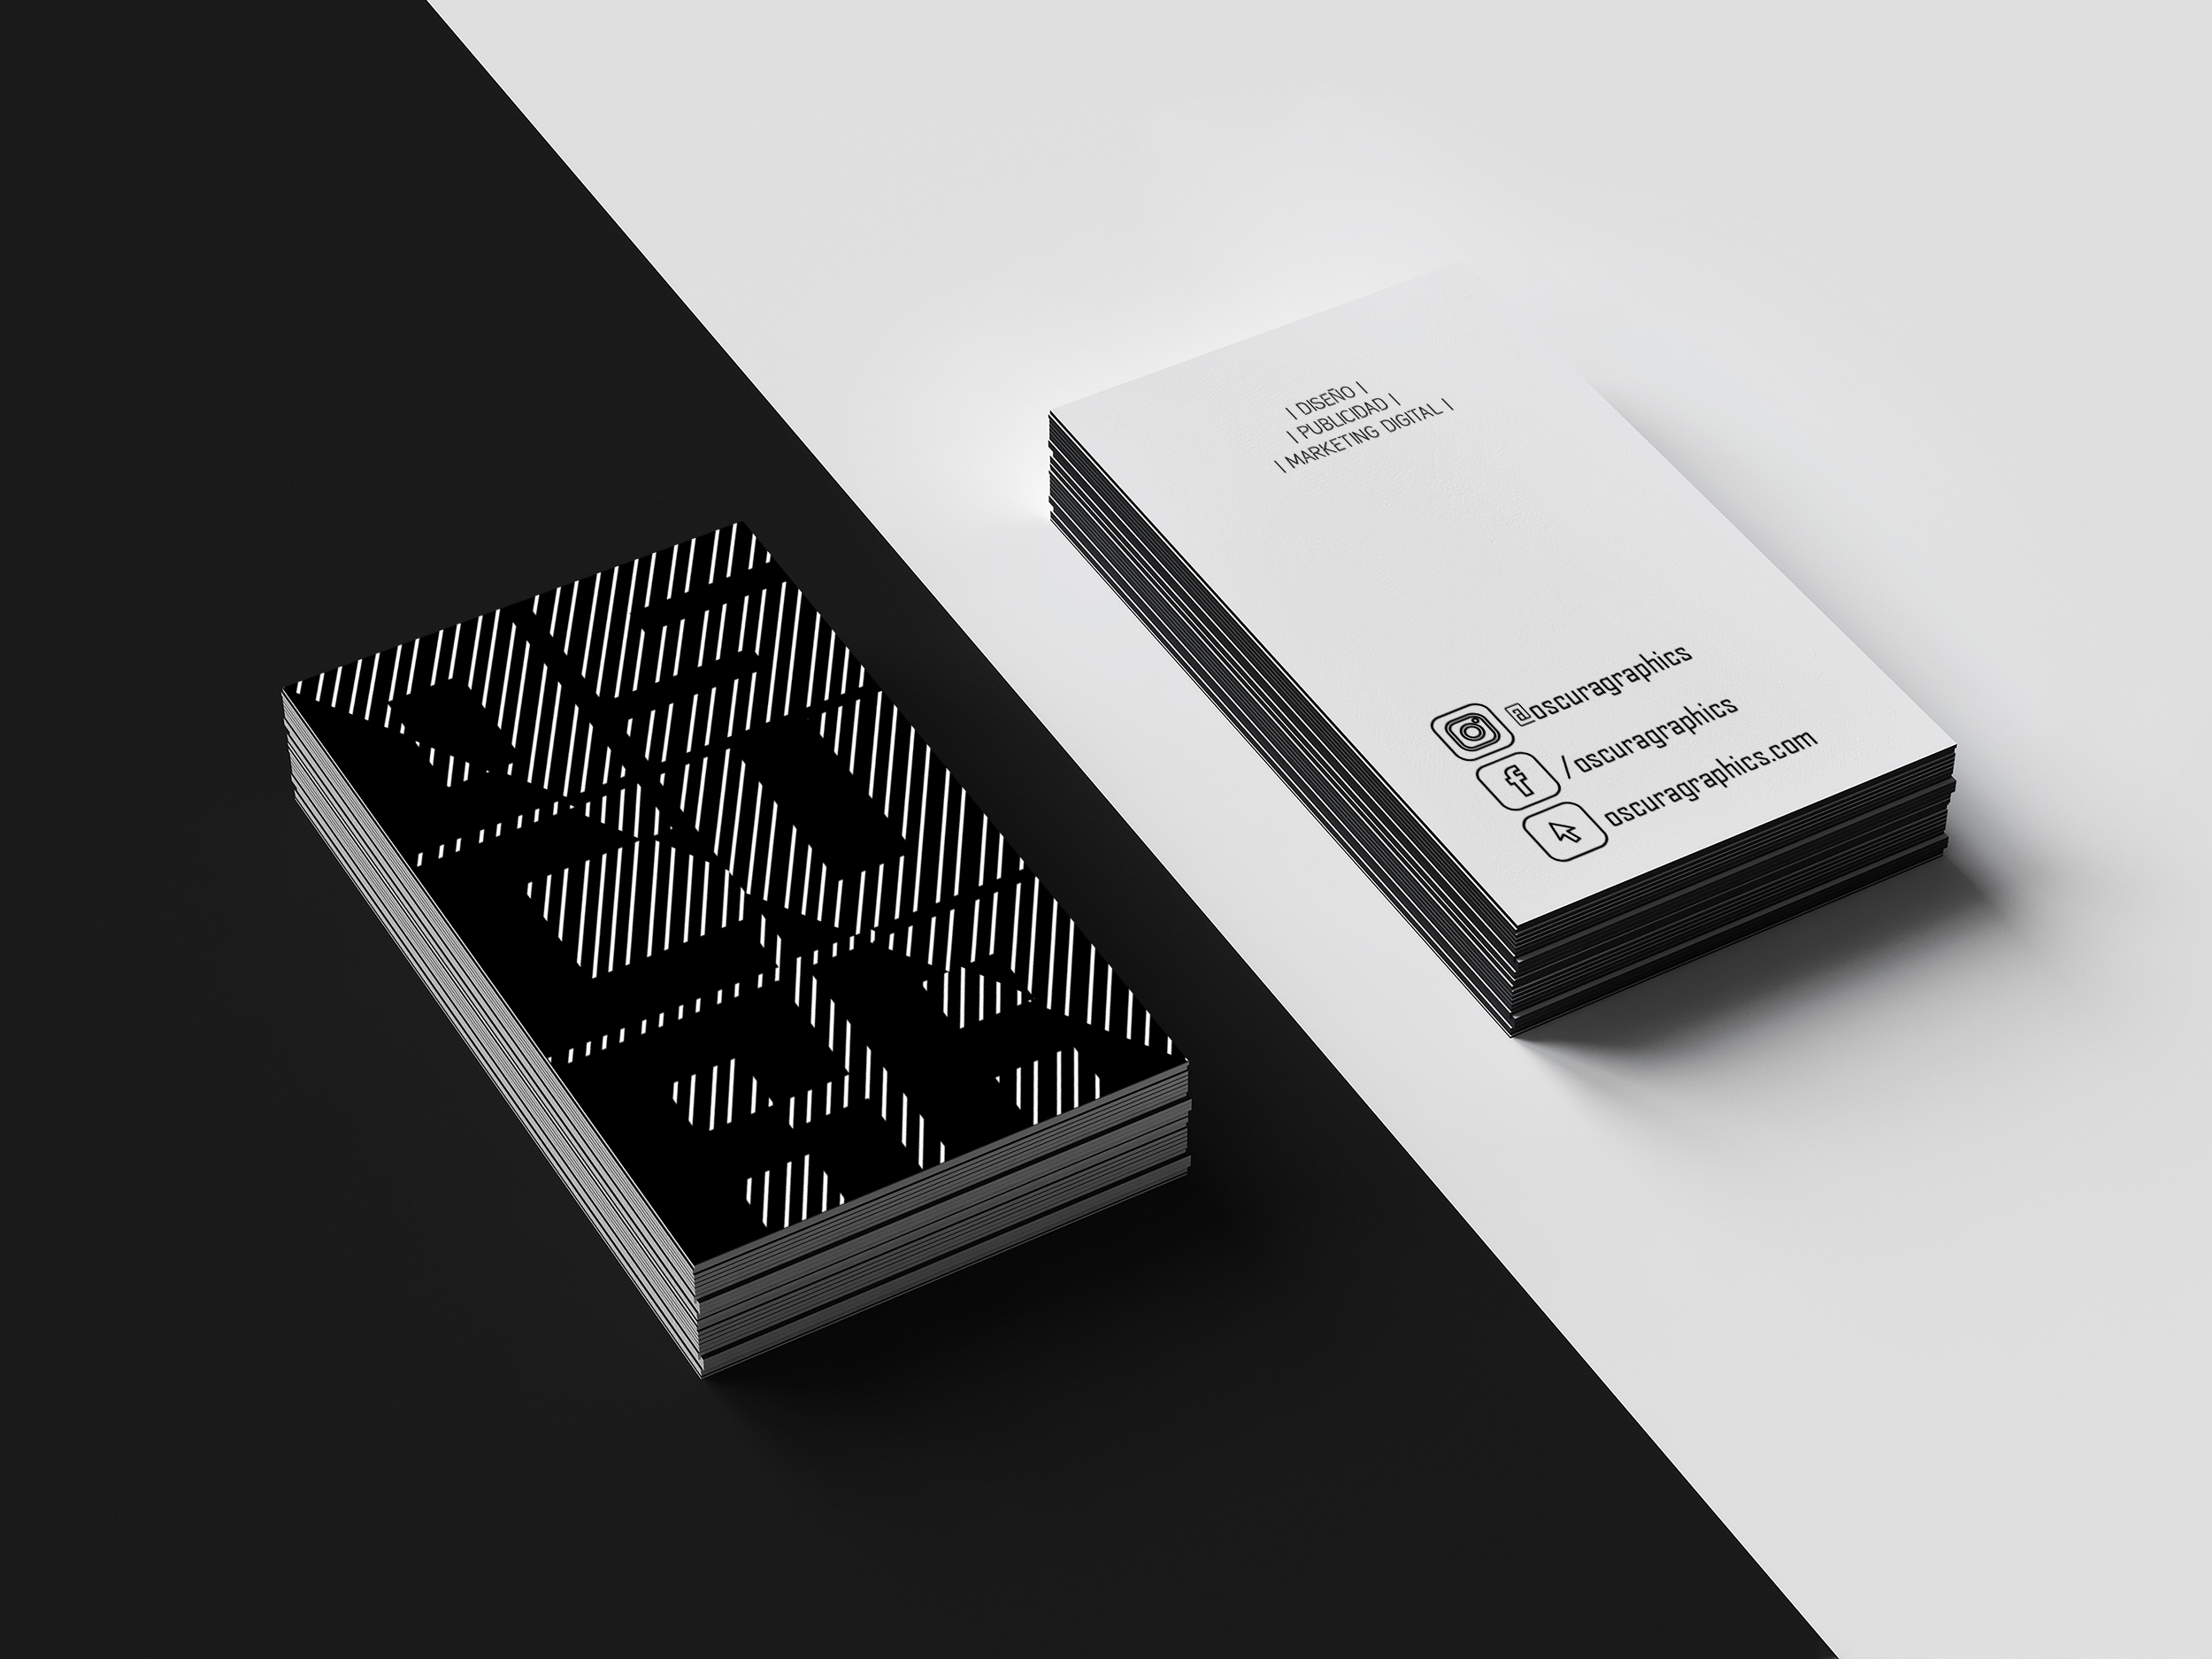 | DISEÑO |
| PUBLICIDAD |
| MARKETING DIGITAL |
@oscuragraphics
/oscuragraphics
oscuragraphics.com